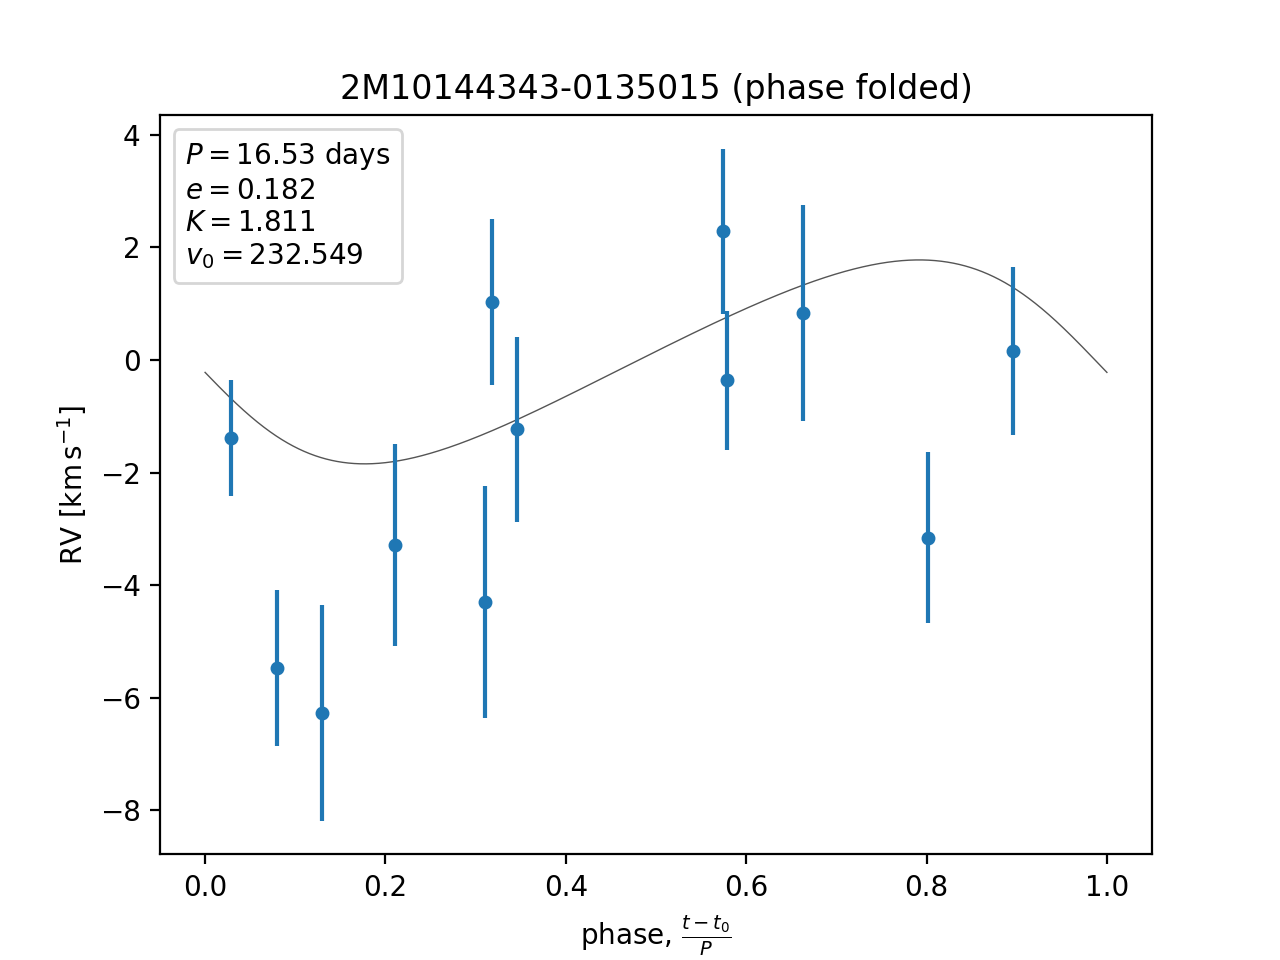 2M10144343-0135015 (phase folded)
P = 16.53 days
e = 0.182
K = 1.811
v₀ = 232.549
4
2
0
−2
−4
−6
−8
RV [km s⁻¹]
0.0 0.2 0.4 0.6 0.8 1.0
phase, (t − t₀)/P